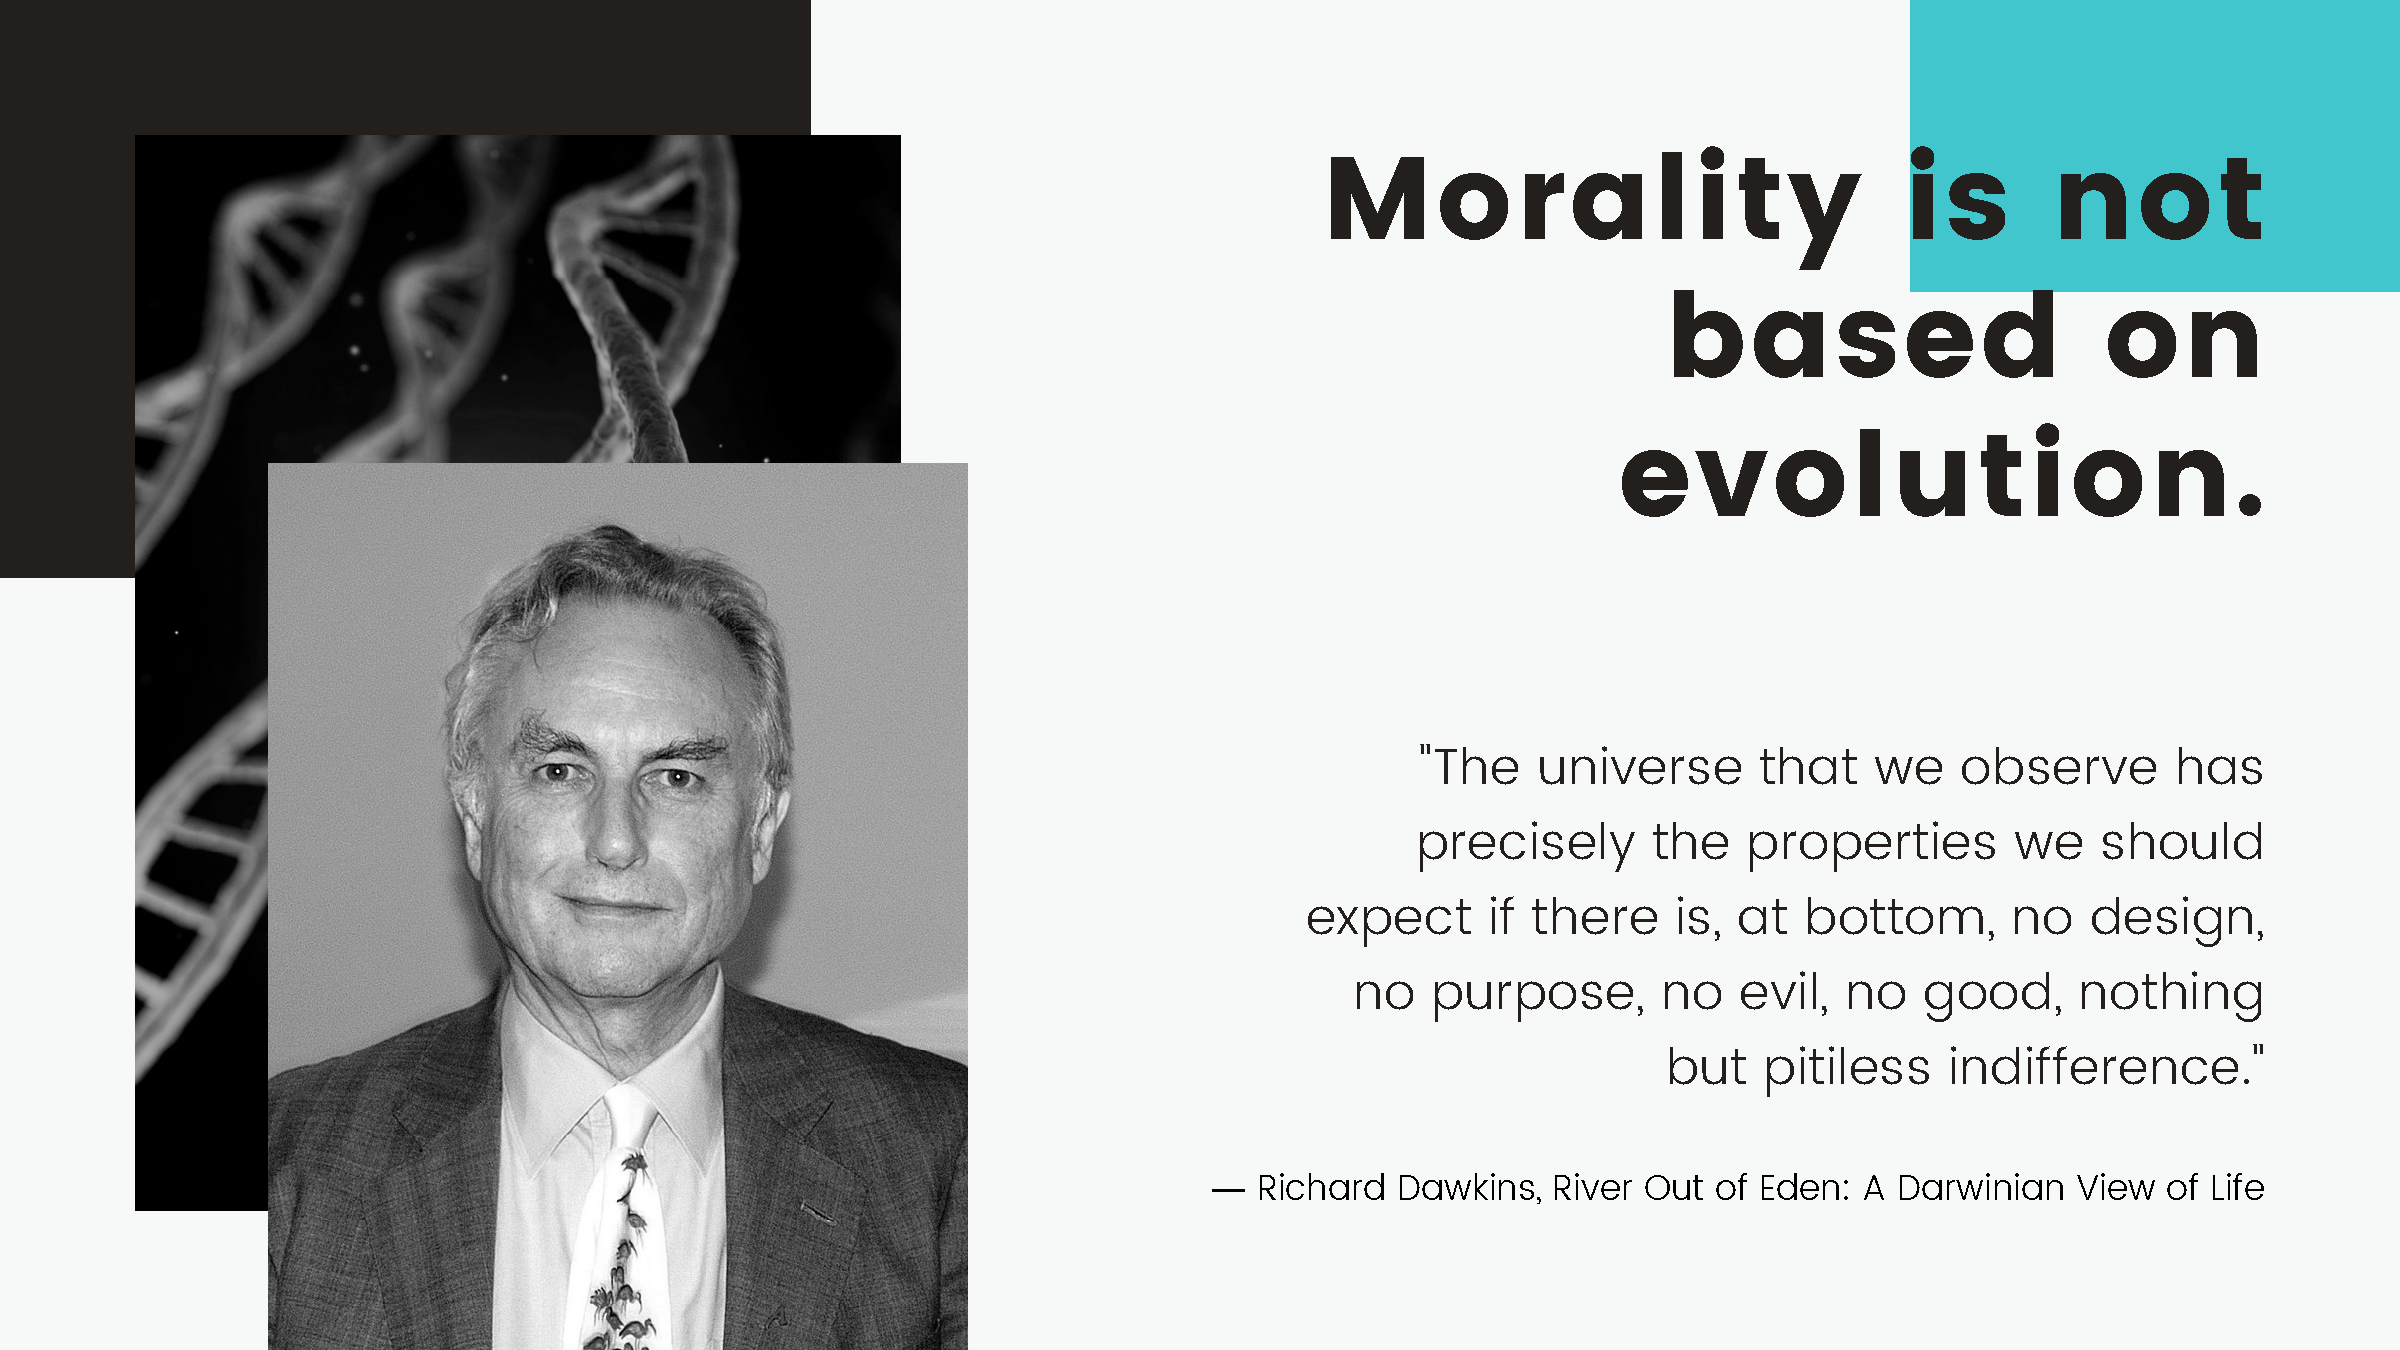 Morality is not
based on
evolution.
"The universe that we observe has
precisely the properties we should
expect if there is, at bottom, no design,
no purpose, no evil, no good, nothing
but pitiless indifference."
— Richard Dawkins, River Out of Eden: A Darwinian View of Life